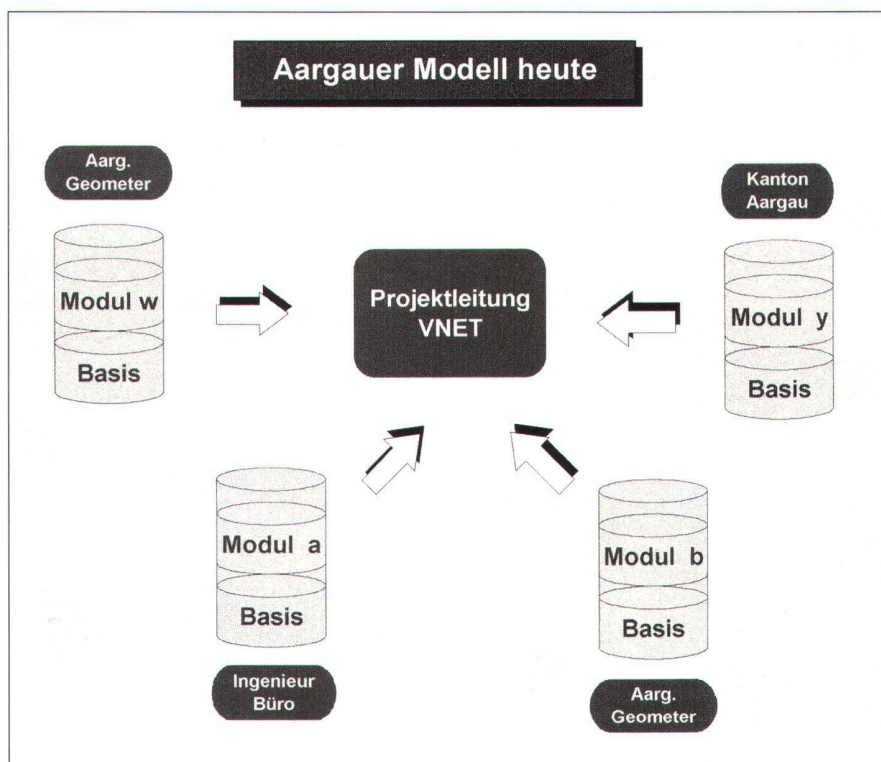 Aargauer Modell heute
Aarg.
Geometer
Modul w
Basis
Kanton
Aargau
Modul y
Basis
Projektleitung
VNET
Modul a
Basis
Ingenieur
Büro
Modul b
Basis
Aarg.
Geometer